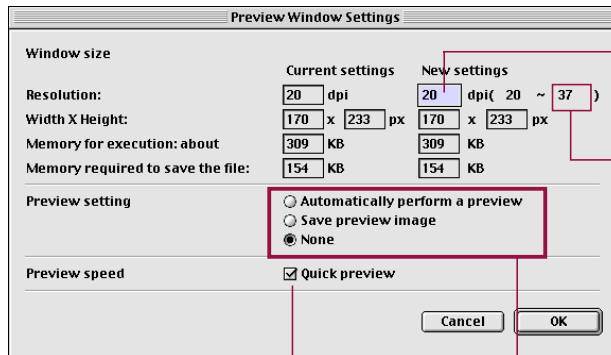 Preview Window Settings
Window size
Current settings New settings
Resolution: 20 dpi 20 dpi( 20 ~ 37 )
Width X Height: 170 x 233 px 170 x 233 px
Memory for execution: about 309 KB 309 KB
Memory required to save the file: 154 KB 154 KB
Preview setting Automatically perform a preview
Save preview image
None
Preview speed Quick preview
Cancel OK